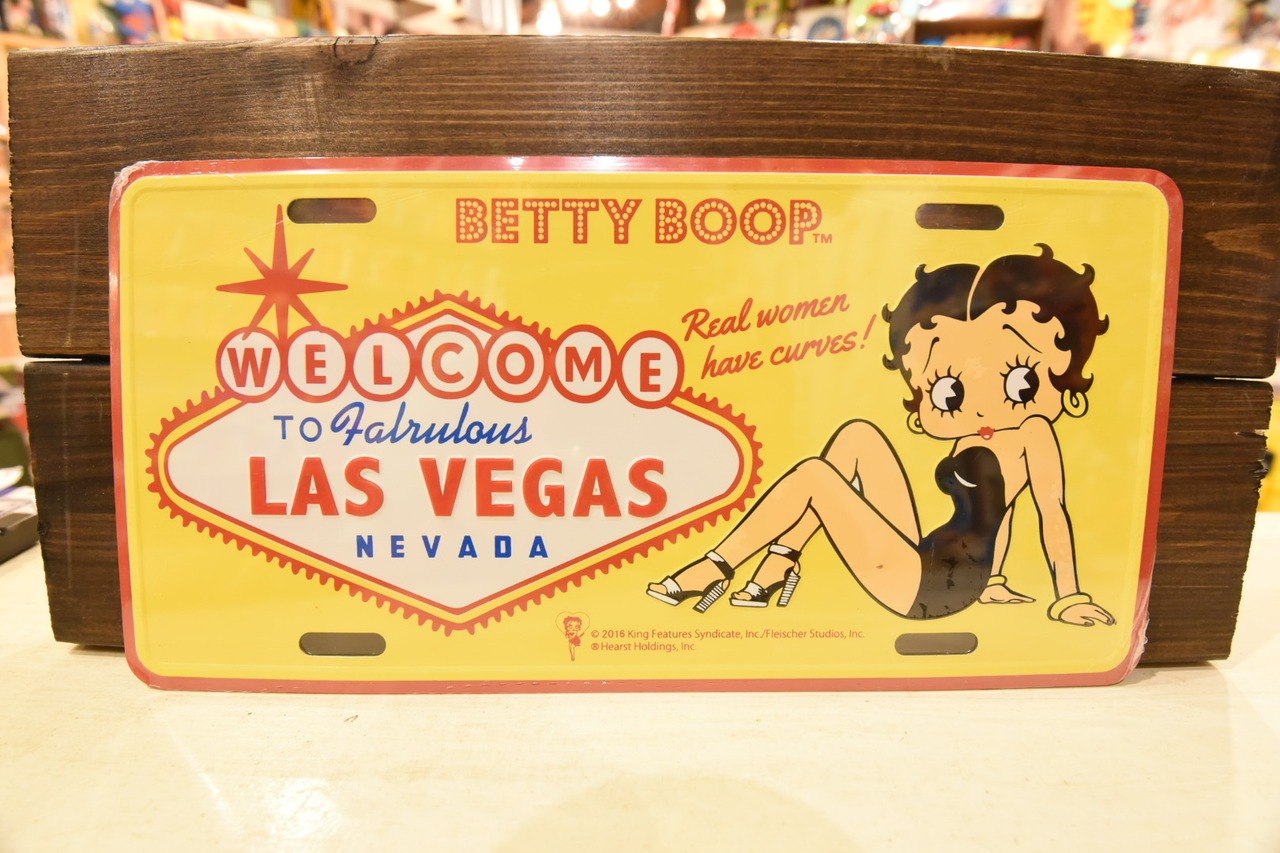 BETTY BOOP™
Real women
have curves!
WELCOME
TO Fabulous
LAS VEGAS
NEVADA
© 2016 King Features Syndicate, Inc./Fleischer Studios, Inc.
® Hearst Holdings, Inc.